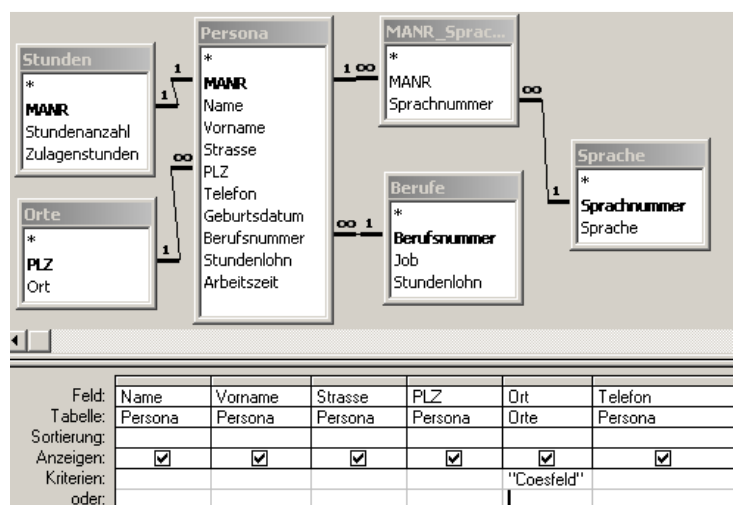 Stunden
*
MANR
Stundenanzahl
Zulagenstunden
Persona
*
MANR
Name
Vorname
Strasse
PLZ
Telefon
Geburtsdatum
Berufsnummer
Stundenlohn
Arbeitszeit
MANR_Sprac...
*
MANR
Sprachnummer
Sprache
*
Sprachnummer
Sprache
Orte
*
PLZ
Ort
Berufe
*
Berufsnummer
Job
Stundenlohn
1 1
1 ∞
∞ 1
∞ 1
∞ 1
Feld: Name Vorname Strasse PLZ Ort Telefon
Tabelle: Persona Persona Persona Persona Orte Persona
Sortierung:
Anzeigen:
Kriterien: "Coesfeld"
oder: